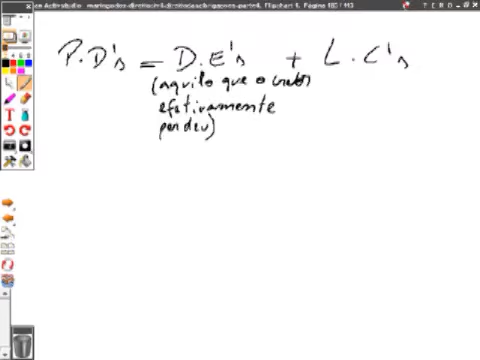 P.D's = D.E's + L.C's
(aquilo que o credor
efetivamente
perdeu)